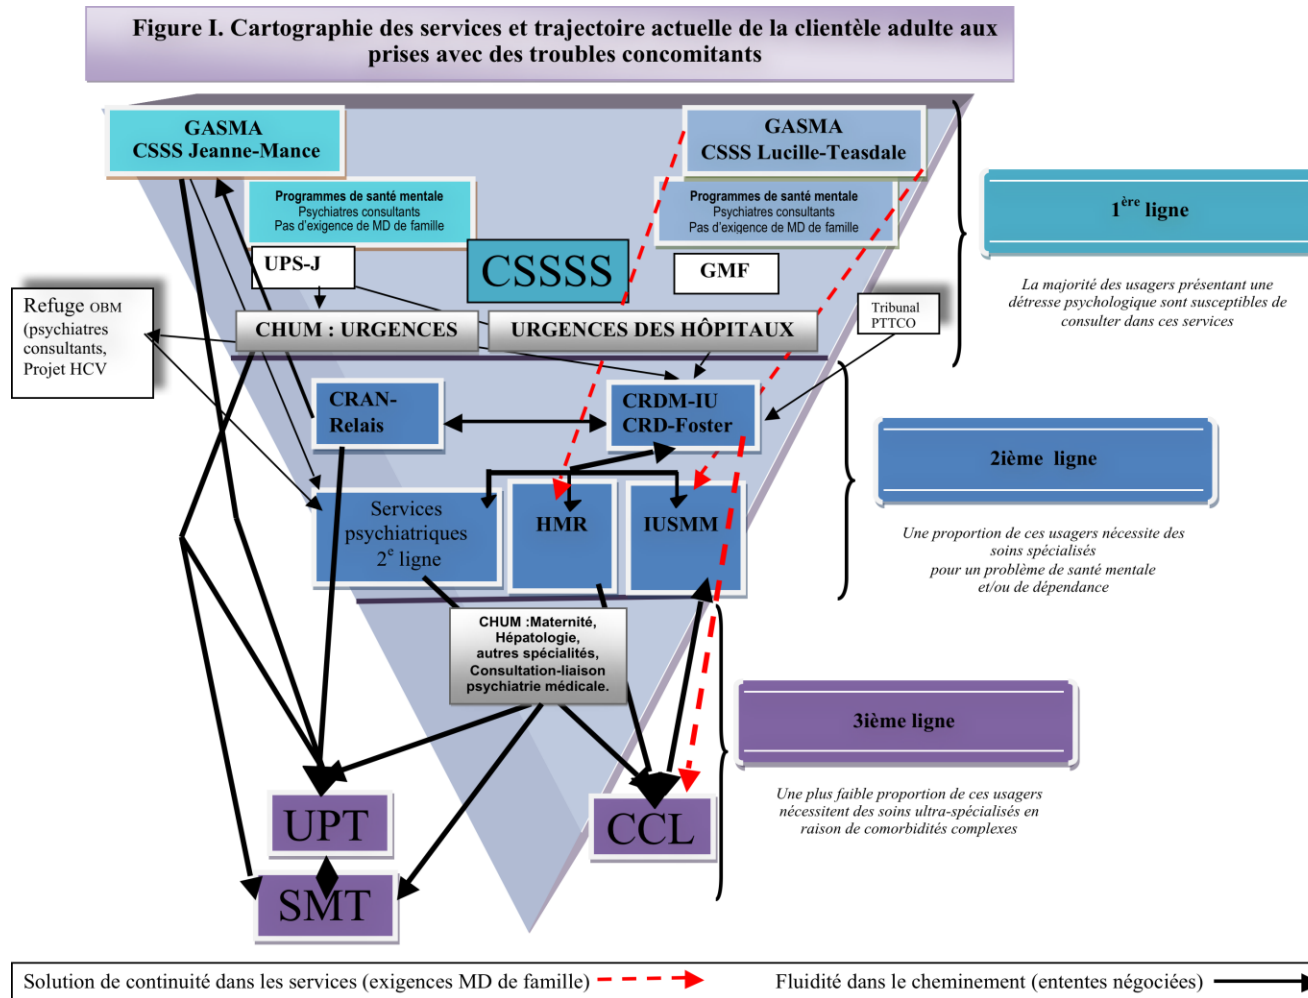 Figure I. Cartographie des services et trajectoire actuelle de la clientèle adulte aux
prises avec des troubles concomitants
GASMA
CSSS Jeanne-Mance
GASMA
CSSS Lucille-Teasdale
Programmes de santé mentale
Psychiatres consultants
Pas d'exigence de MD de famille
Programmes de santé mentale
Psychiatres consultants
Pas d'exigence de MD de famille
1ère ligne
UPS-J
CSSSS
GMF
La majorité des usagers présentant une
détresse psychologique sont susceptibles de
consulter dans ces services
Refuge OBM
(psychiatres
consultants,
Projet HCV
Tribunal
PTTCO
CHUM : URGENCES
URGENCES DES HÔPITAUX
CRAN-
Relais
CRDM-IU
CRD-Foster
2ième ligne
Services
psychiatriques
2e ligne
HMR
IUSMM
Une proportion de ces usagers nécessite des
soins spécialisés
pour un problème de santé mentale
et/ou de dépendance
CHUM :Maternité,
Hépatologie,
autres spécialités,
Consultation-liaison
psychiatrie médicale.
3ième ligne
Une plus faible proportion de ces usagers
nécessitent des soins ultra-spécialisés en
raison de comorbidités complexes
UPT
CCL
SMT
Solution de continuité dans les services (exigences MD de famille)
Fluidité dans le cheminement (ententes négociées)